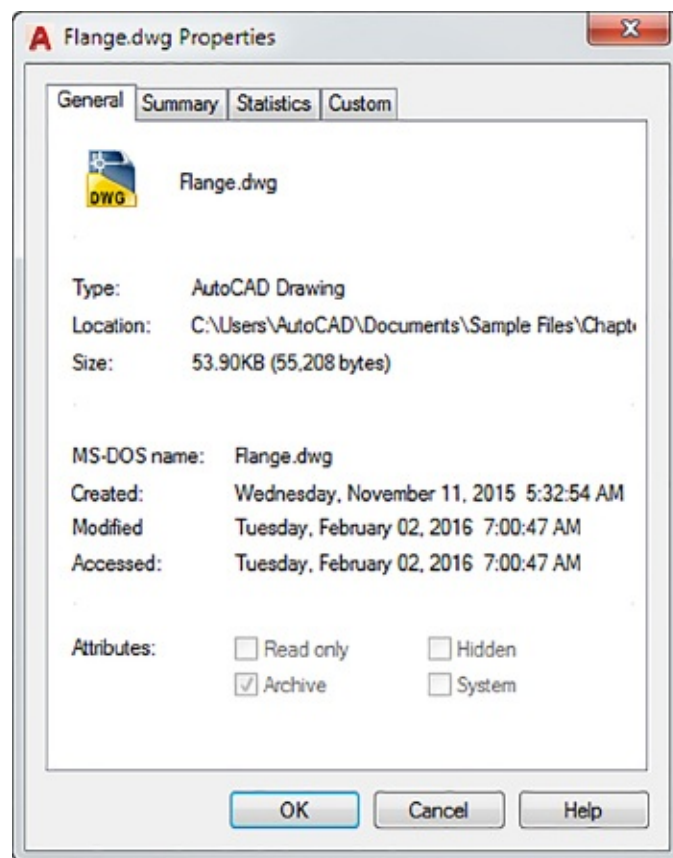 Flange.dwg Properties
General Summary Statistics Custom
DWG
Flange.dwg
Type: AutoCAD Drawing
Location: C:\Users\AutoCAD\Documents\Sample Files\Chapte
Size: 53.90KB (55,208 bytes)
MS-DOS name: Flange.dwg
Created: Wednesday, November 11, 2015 5:32:54 AM
Modified Tuesday, February 02, 2016 7:00:47 AM
Accessed: Tuesday, February 02, 2016 7:00:47 AM
Attributes: Read only Hidden
Archive System
OK Cancel Help